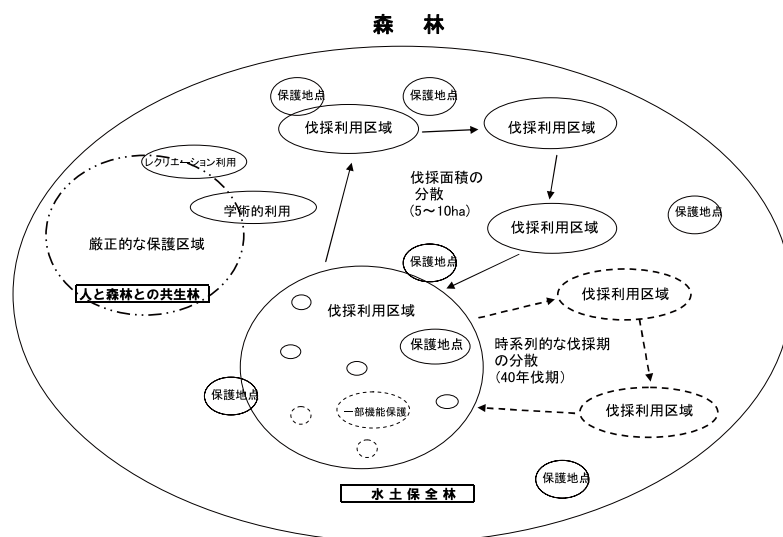 森 林
保護地点
保護地点
伐採利用区域
伐採利用区域
レクリエーション利用
伐採面積の
分散
(5～10ha)
学術的利用
保護地点
伐採利用区域
厳正的な保護区域
保護地点
人と森林との共生林
伐採利用区域
伐採利用区域
保護地点
時系列的な伐採期
の分散
(40年伐期)
保護地点
一部機能保護
伐採利用区域
保護地点
水土保全林